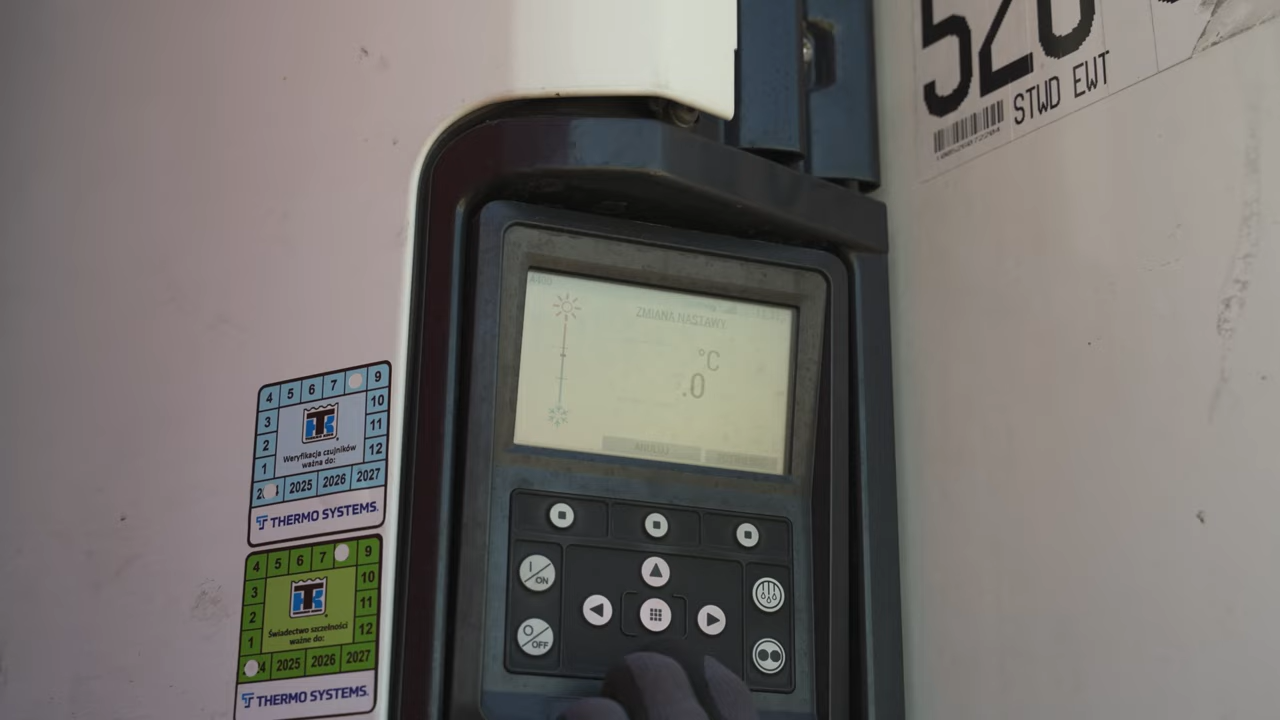 520
STWD EWT
ZMIANA NASTAWY
°C
.0
4 5 6 7 9
3 10
2 11
1 12
Weryfikacja czujników
ważna do:
2025 2026 2027
THERMO SYSTEMS.
4 5 6 7 9
3 10
2 11
1 12
Świadectwo szczelności
ważne do:
2025 2026 2027
THERMO SYSTEMS.
I/ON
O/OFF